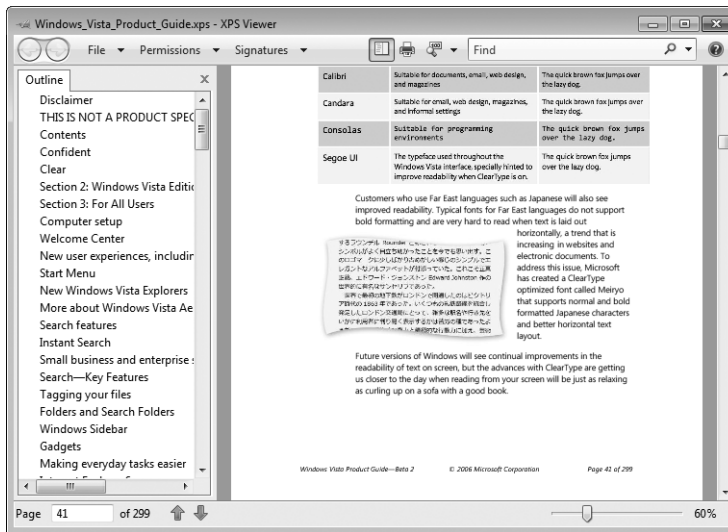 Windows_Vista_Product_Guide.xps - XPS Viewer
File Permissions Signatures Find
Outline
Disclaimer
THIS IS NOT A PRODUCT SPEC
Contents
Confident
Clear
Section 2: Windows Vista Editic
Section 3: For All Users
Computer setup
Welcome Center
New user experiences, includir
Start Menu
New Windows Vista Explorers
More about Windows Vista Ae
Search features
Instant Search
Small business and enterprise s
Search—Key Features
Tagging your files
Folders and Search Folders
Windows Sidebar
Gadgets
Making everyday tasks easier
Calibri Suitable for documents, email, web design, The quick brown fox jumps over
and magazines the lazy dog.
Candara Suitable for email, web design, magazines, The quick brown fox jumps over
and informal settings the lazy dog.
Consolas Suitable for programming The quick brown fox jumps
environments over the lazy dog.
Segoe UI The typeface used throughout the The quick brown fox jumps
Windows Vista interface, specially hinted to over the lazy dog.
improve readability when ClearType is on.
Customers who use Far East languages such as Japanese will also see
improved readability. Typical fonts for Far East languages do not support
bold formatting and are very hard to read when text is laid out
horizontally, a trend that is
increasing in websites and
electronic documents. To
address this issue, Microsoft
has created a ClearType
optimized font called Meiryo
that supports normal and bold
formatted Japanese characters
and better horizontal text
layout.
Future versions of Windows will see continual improvements in the
readability of text on screen, but the advances with ClearType are getting
us closer to the day when reading from your screen will be just as relaxing
as curling up on a sofa with a good book.
Windows Vista Product Guide—Beta 2 © 2006 Microsoft Corporation Page 41 of 299
Page 41 of 299 60%